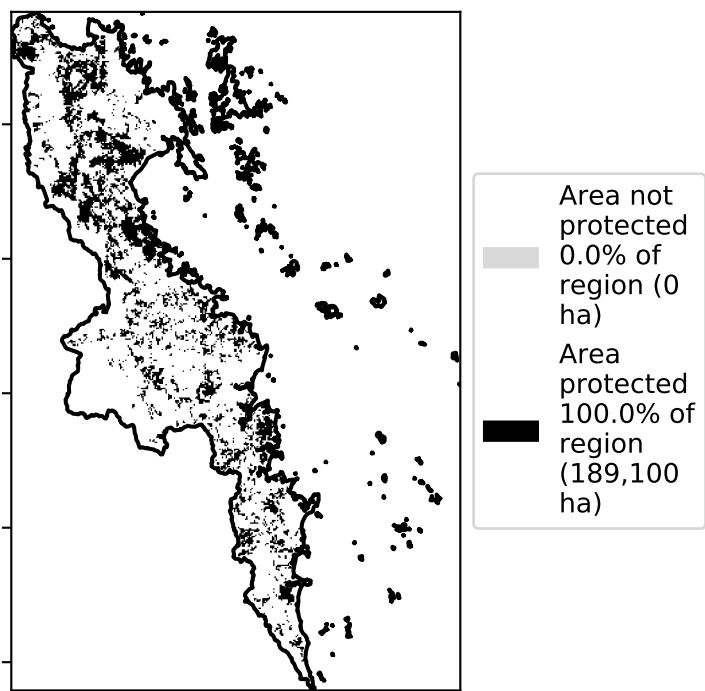 Area not
protected
0.0% of
region (0
ha)
Area
protected
100.0% of
region
(189,100
ha)